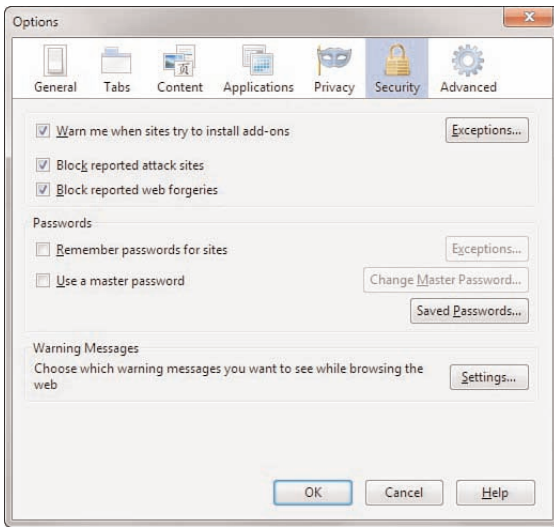 Options
General Tabs Content Applications Privacy Security Advanced
Warn me when sites try to install add-ons Exceptions...
Block reported attack sites
Block reported web forgeries
Passwords
Remember passwords for sites Exceptions...
Use a master password Change Master Password...
Saved Passwords...
Warning Messages
Choose which warning messages you want to see while browsing the
web Settings...
OK Cancel Help